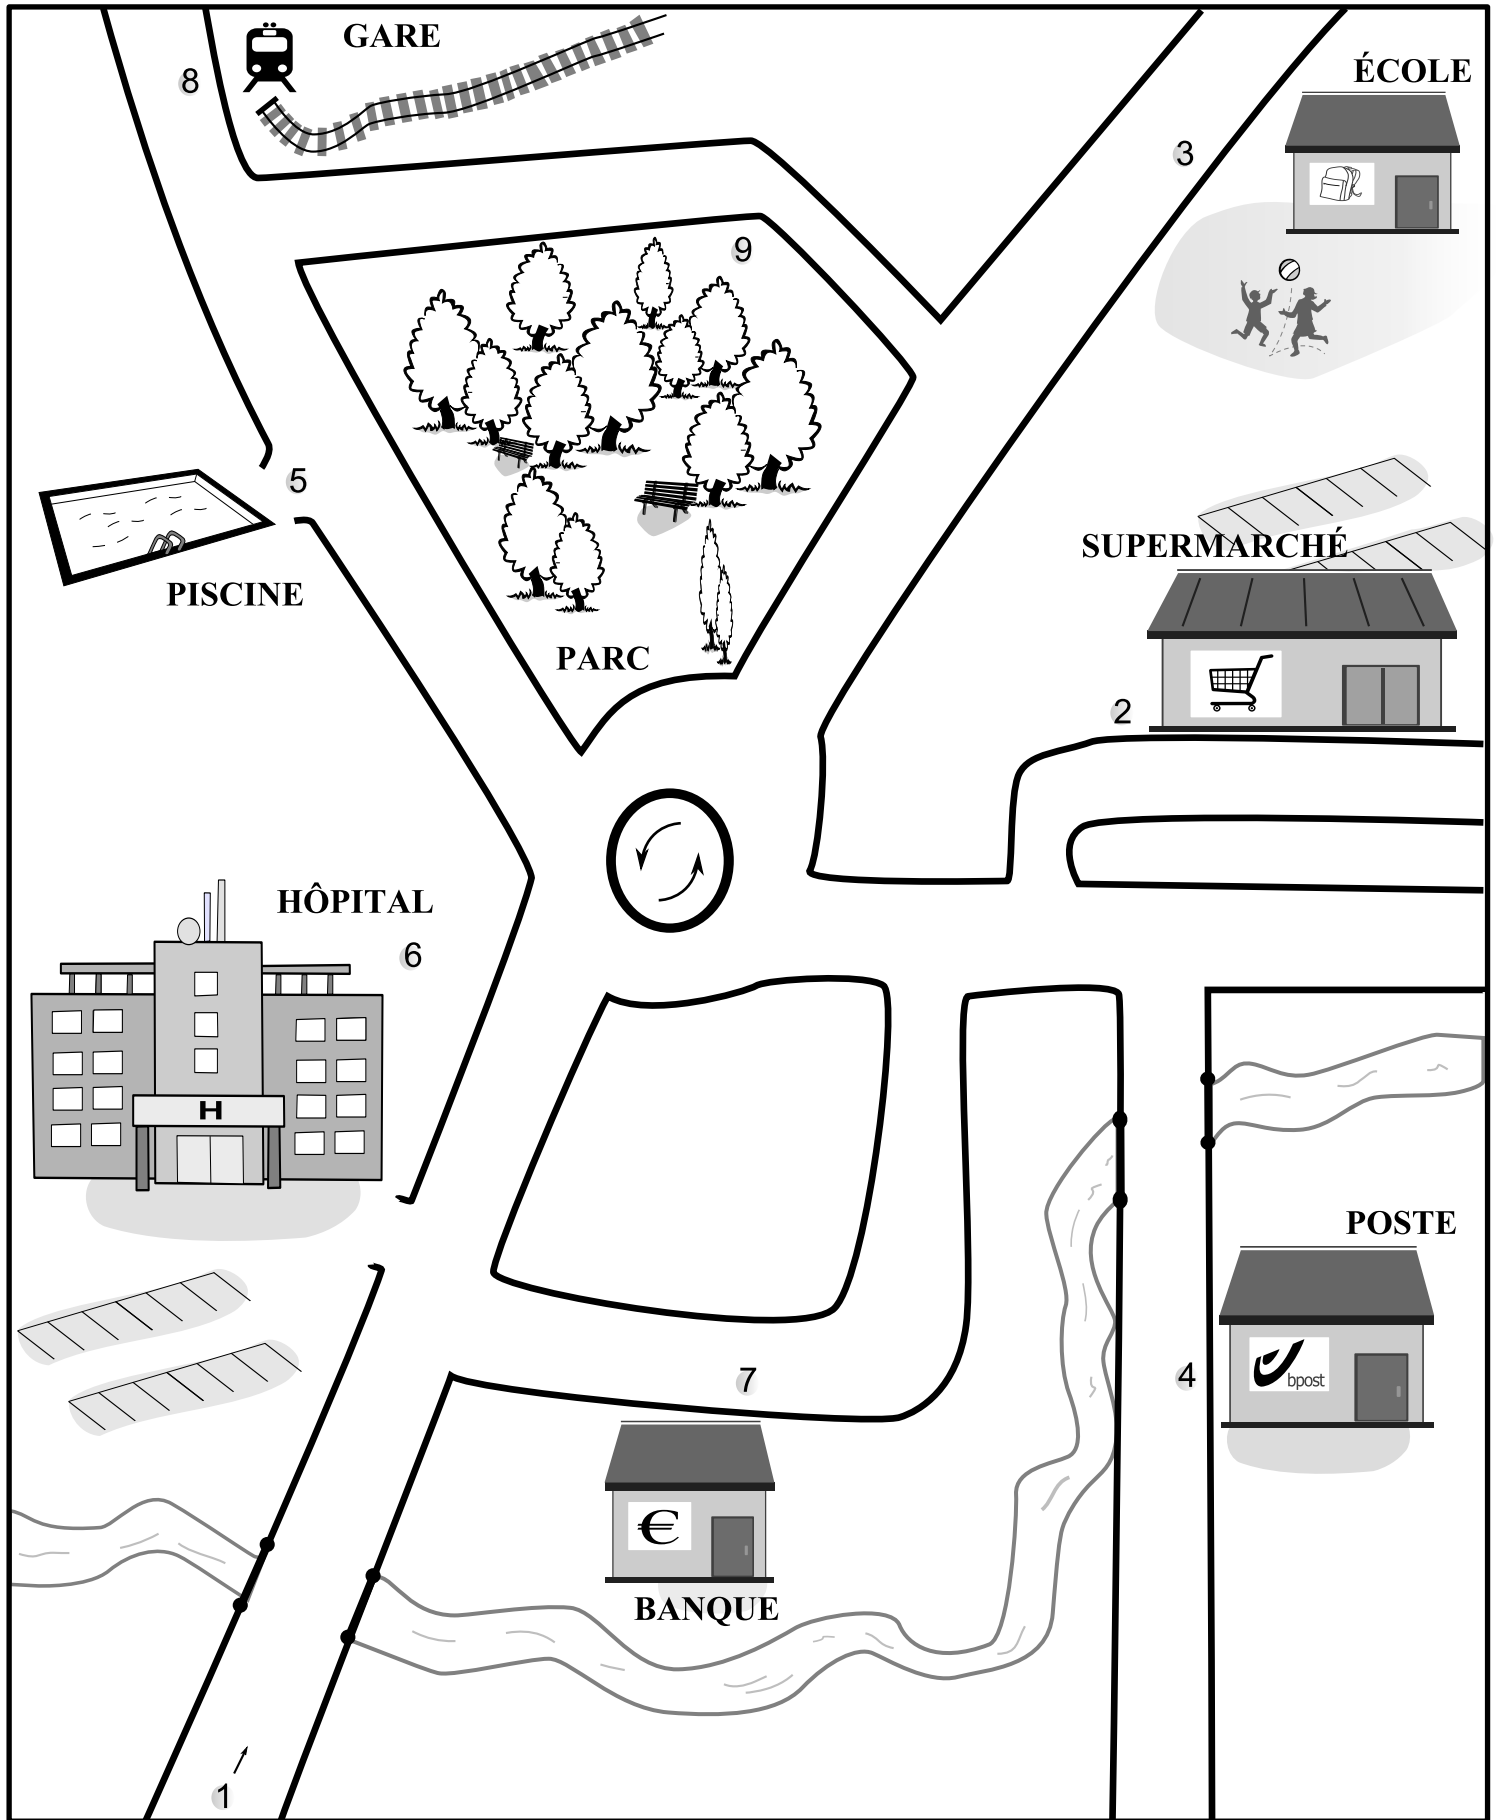 GARE
8
ÉCOLE
3
9
5
PISCINE
SUPERMARCHÉ
PARC
2
HÔPITAL
6
H
POSTE
bpost
4
7
€
BANQUE
1